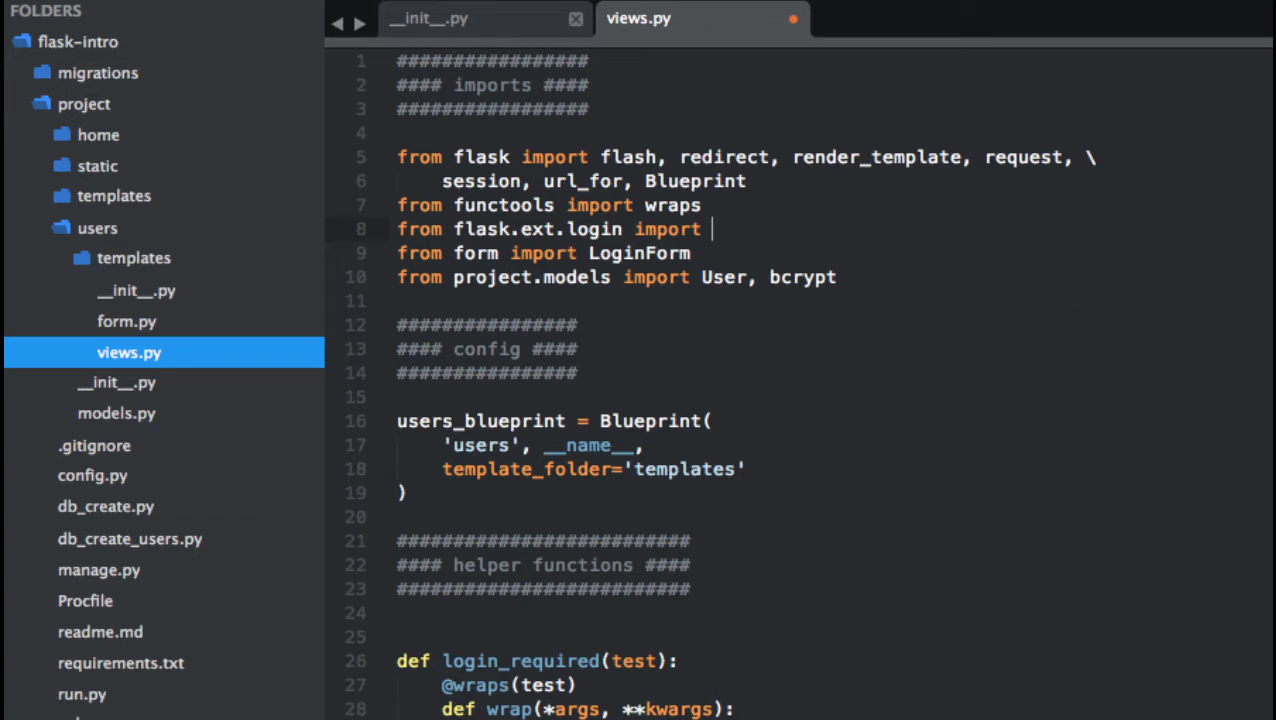 FOLDERS
flask-intro
migrations
project
home
static
templates
users
templates
__init__.py
form.py
views.py
__init__.py
models.py
.gitignore
config.py
db_create.py
db_create_users.py
manage.py
Procfile
readme.md
requirements.txt
run.py
__init__.py views.py
1 #################
2 #### imports ####
3 #################
4
5 from flask import flash, redirect, render_template, request, \
6 session, url_for, Blueprint
7 from functools import wraps
8 from flask.ext.login import
9 from form import LoginForm
10 from project.models import User, bcrypt
11
12 ################
13 #### config ####
14 ################
15
16 users_blueprint = Blueprint(
17 'users', __name__,
18 template_folder='templates'
19 )
20
21 ##########################
22 #### helper functions ####
23 ##########################
24
25
26 def login_required(test):
27 @wraps(test)
28 def wrap(*args, **kwargs):